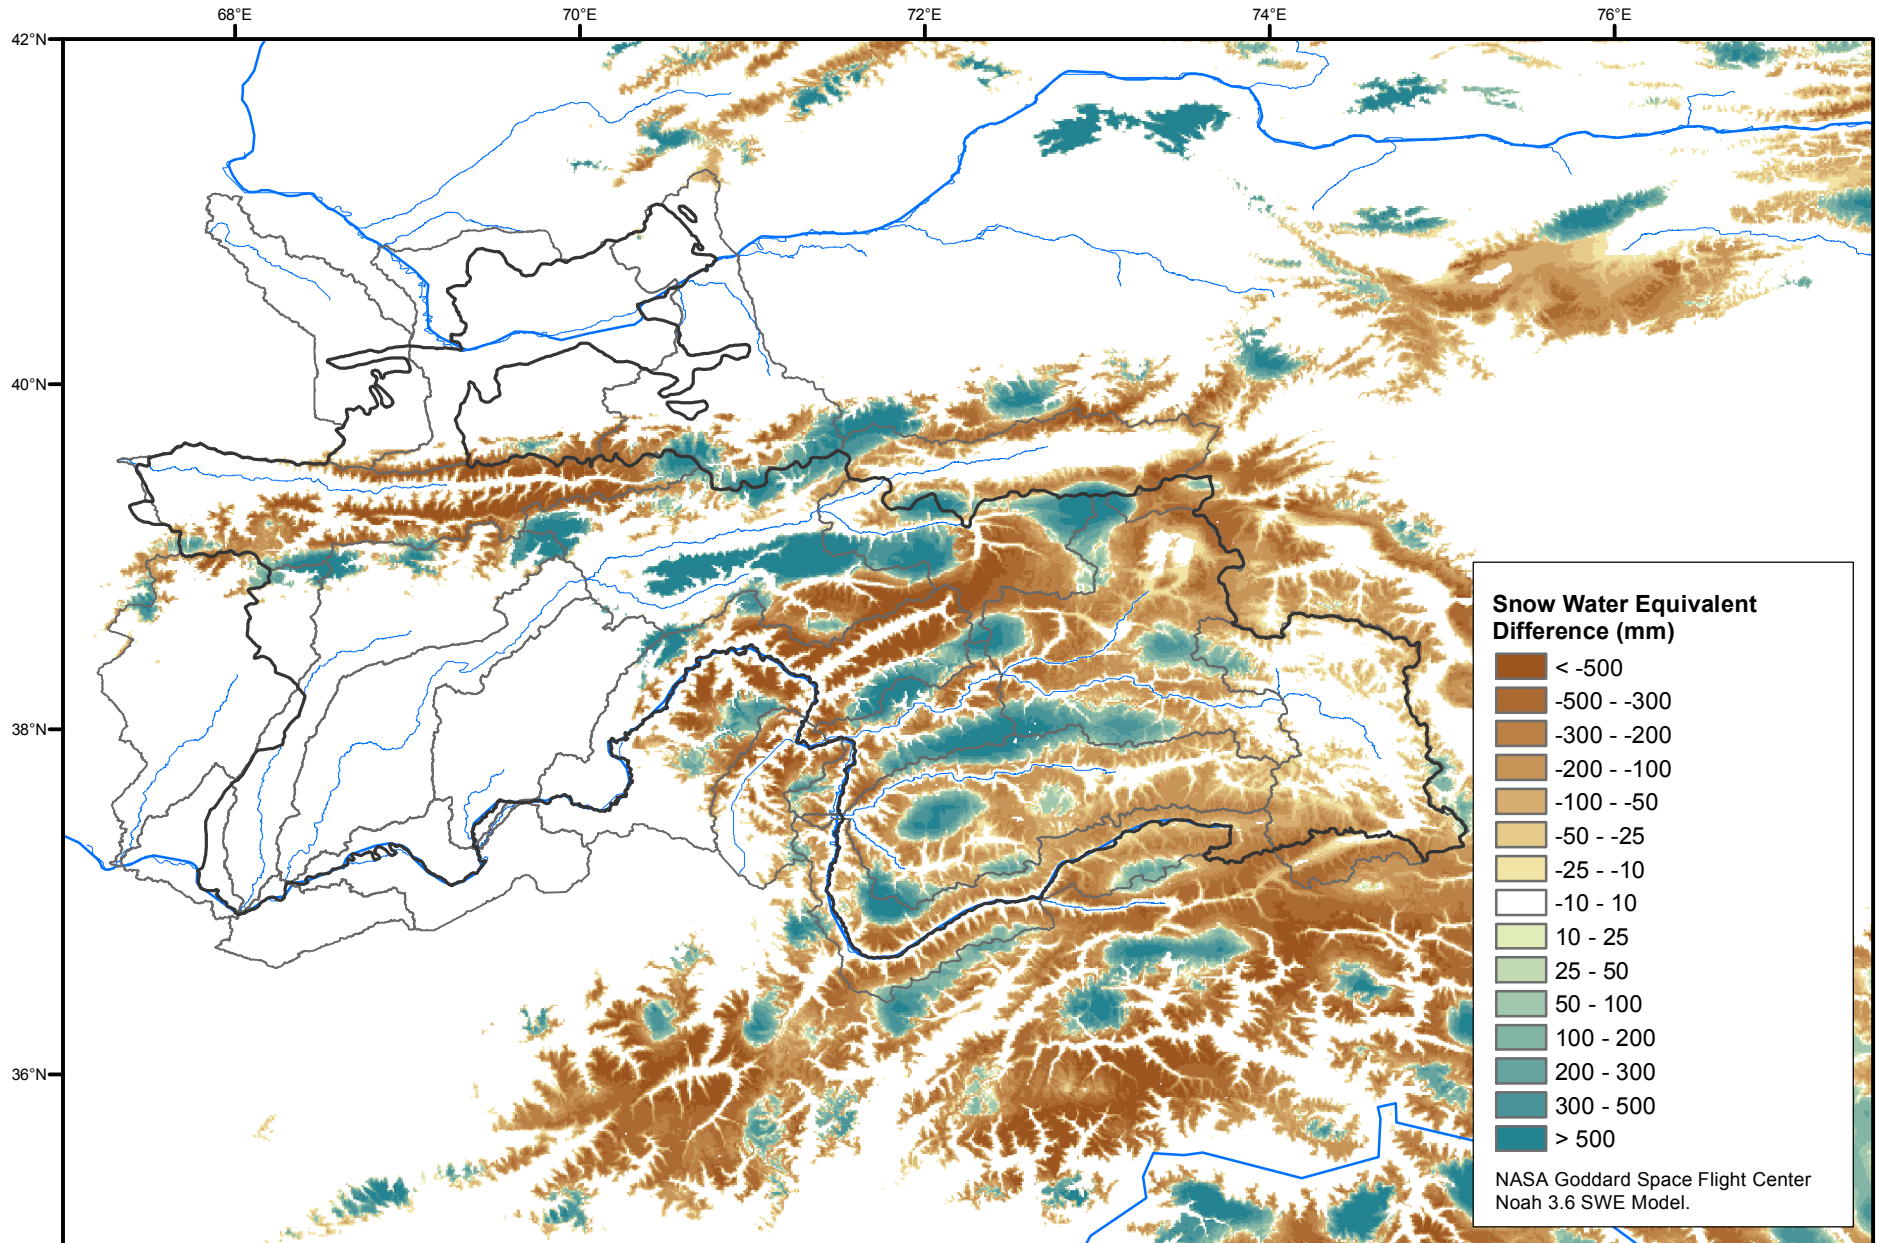 68°E 70°E 72°E 74°E 76°E
42°N
40°N
38°N
36°N
Snow Water Equivalent
Difference (mm)
< -500
-500 - -300
-300 - -200
-200 - -100
-100 - -50
-50 - -25
-25 - -10
-10 - 10
10 - 25
25 - 50
50 - 100
100 - 200
200 - 300
300 - 500
> 500
NASA Goddard Space Flight Center
Noah 3.6 SWE Model.